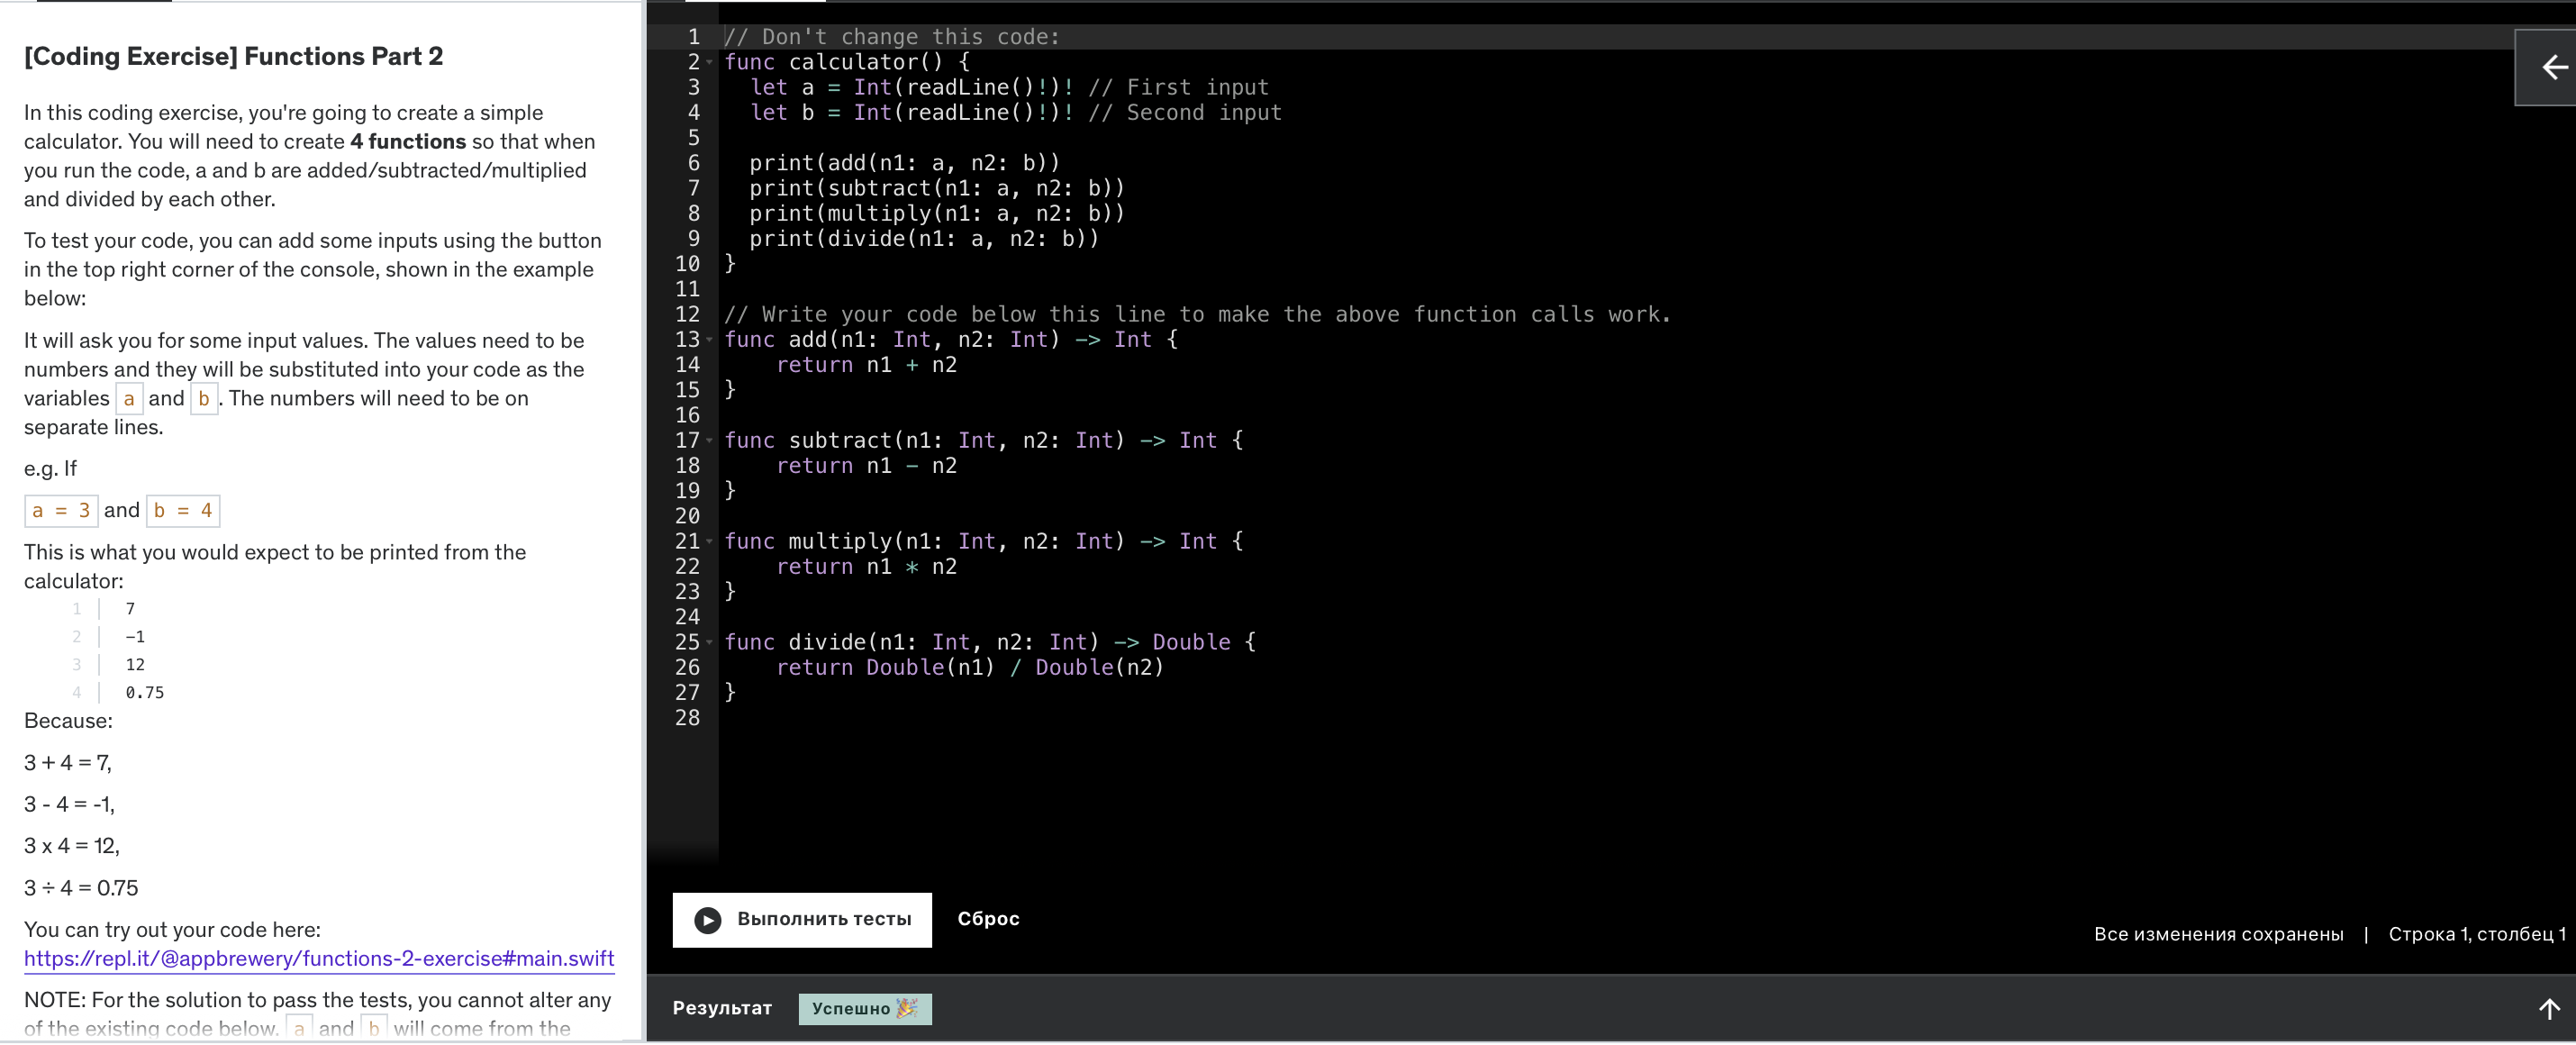 [Coding Exercise] Functions Part 2
In this coding exercise, you're going to create a simple
calculator. You will need to create 4 functions so that when
you run the code, a and b are added/subtracted/multiplied
and divided by each other.
To test your code, you can add some inputs using the button
in the top right corner of the console, shown in the example
below:
It will ask you for some input values. The values need to be
numbers and they will be substituted into your code as the
variables a and b . The numbers will need to be on
separate lines.
e.g. If
a = 3 and b = 4
This is what you would expect to be printed from the
calculator:
1 7
2 -1
3 12
4 0.75
Because:
3 + 4 = 7,
3 - 4 = -1,
3 x 4 = 12,
3 ÷ 4 = 0.75
You can try out your code here:
https://repl.it/@appbrewery/functions-2-exercise#main.swift
NOTE: For the solution to pass the tests, you cannot alter any
of the existing code below. a and b will come from the
1 // Don't change this code:
2 func calculator() {
3   let a = Int(readLine()!)! // First input
4   let b = Int(readLine()!)! // Second input
5
6   print(add(n1: a, n2: b))
7   print(subtract(n1: a, n2: b))
8   print(multiply(n1: a, n2: b))
9   print(divide(n1: a, n2: b))
10 }
11
12 // Write your code below this line to make the above function calls work.
13 func add(n1: Int, n2: Int) -> Int {
14     return n1 + n2
15 }
16
17 func subtract(n1: Int, n2: Int) -> Int {
18     return n1 - n2
19 }
20
21 func multiply(n1: Int, n2: Int) -> Int {
22     return n1 * n2
23 }
24
25 func divide(n1: Int, n2: Int) -> Double {
26     return Double(n1) / Double(n2)
27 }
28
Выполнить тесты Сброс
Все изменения сохранены | Строка 1, столбец 1
Результат Успешно 🎉